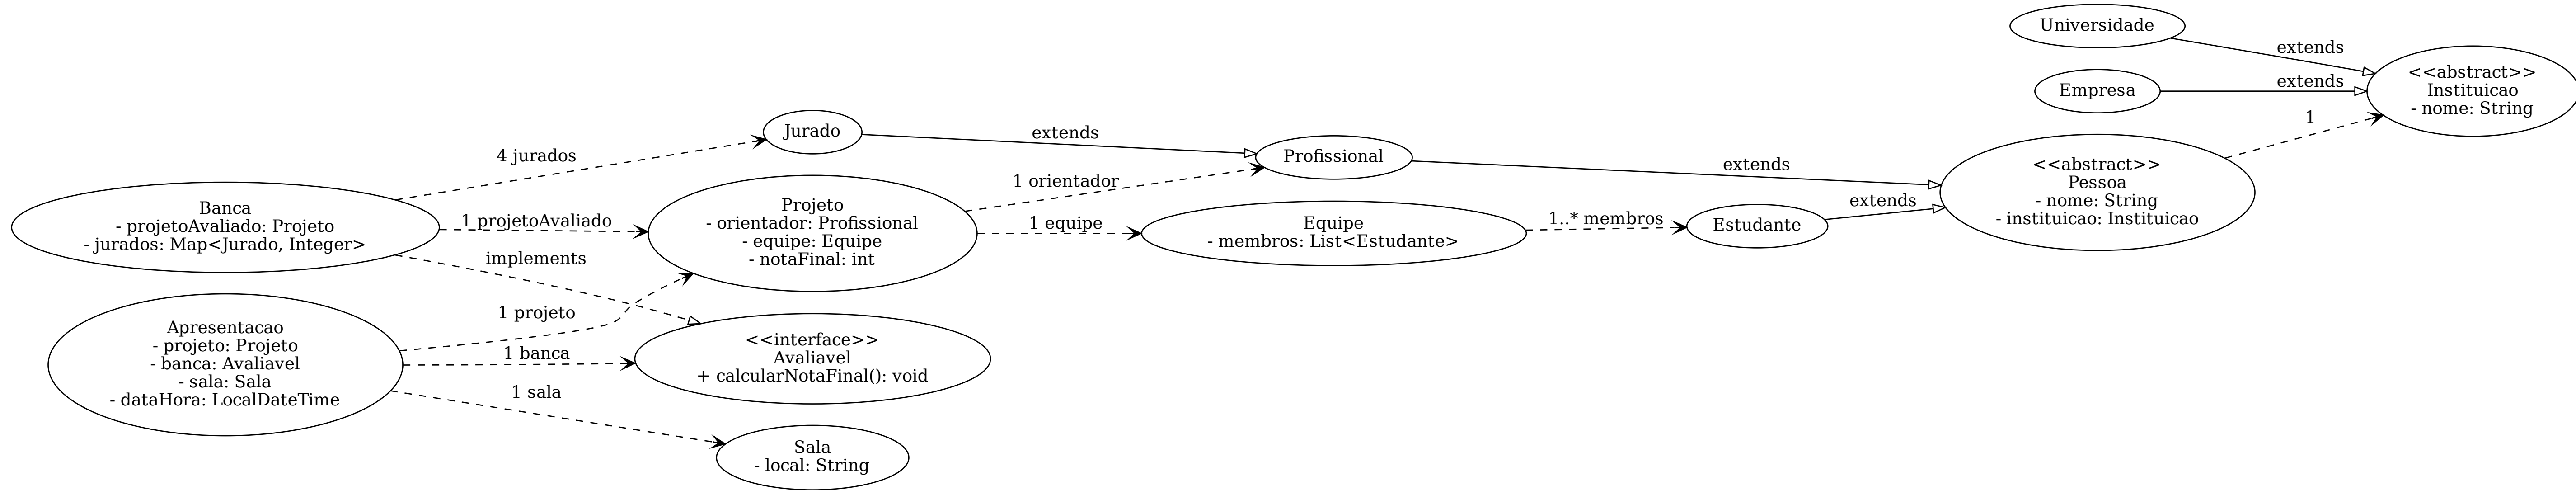 Universidade
extends
<<abstract>>
Instituicao
- nome: String
Empresa
extends
1
Jurado
extends
Profissional
extends
<<abstract>>
Pessoa
- nome: String
- instituicao: Instituicao
4 jurados
1 orientador
extends
Banca
- projetoAvaliado: Projeto
- jurados: Map<Jurado, Integer>
1 projetoAvaliado
Projeto
- orientador: Profissional
- equipe: Equipe
- notaFinal: int
1 equipe
Equipe
- membros: List<Estudante>
1..* membros
Estudante
implements
Apresentacao
- projeto: Projeto
- banca: Avaliavel
- sala: Sala
- dataHora: LocalDateTime
1 projeto
1 banca
<<interface>>
Avaliavel
+ calcularNotaFinal(): void
1 sala
Sala
- local: String